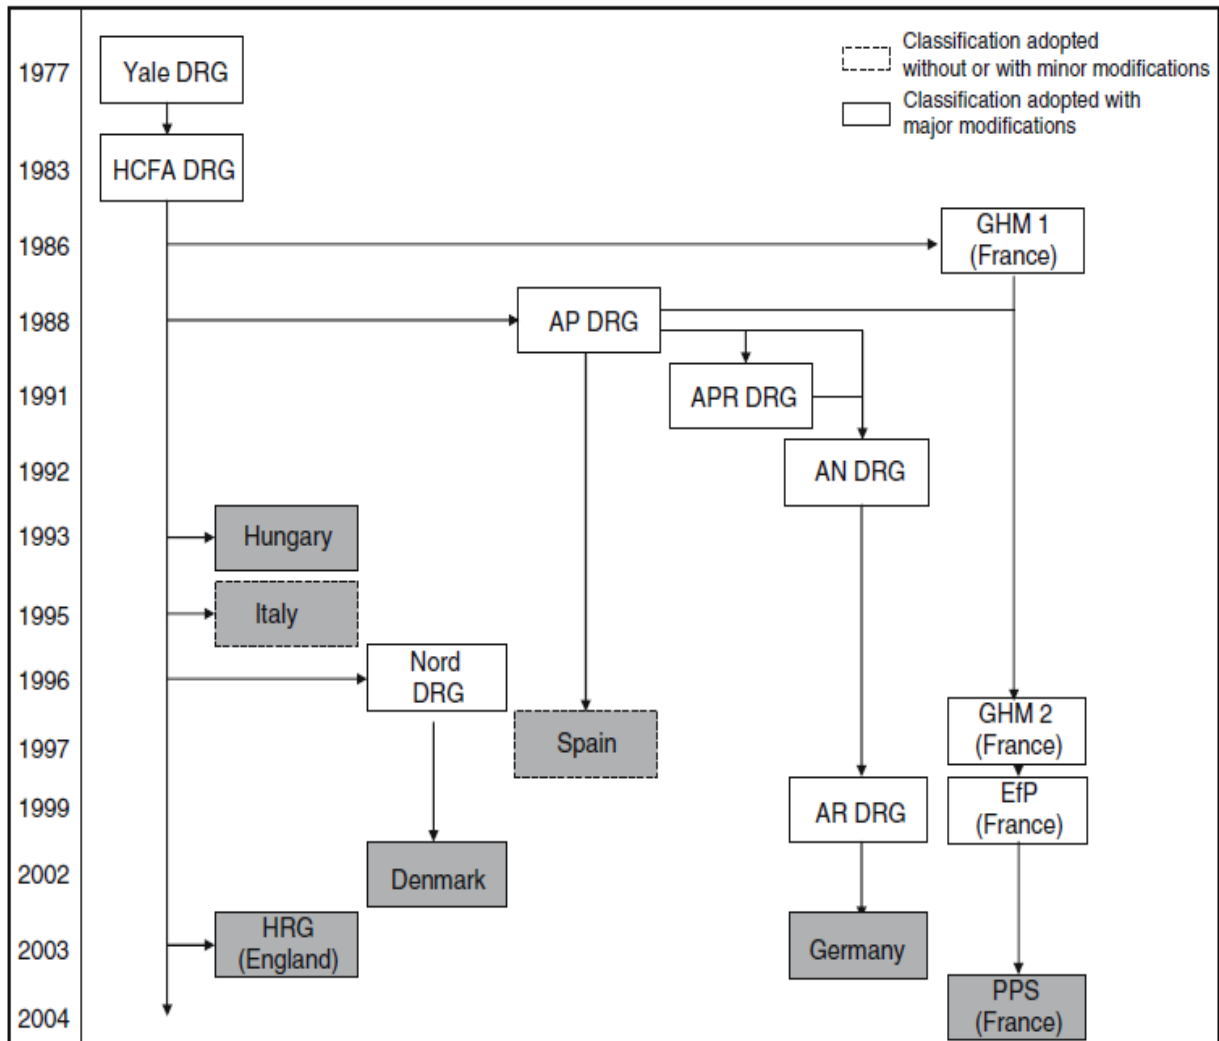 Classification adopted
without or with minor modifications
Classification adopted with
major modifications
1977
Yale DRG
1983
HCFA DRG
1986
GHM 1
(France)
1988
AP DRG
1991
APR DRG
1992
AN DRG
1993
Hungary
1995
Italy
1996
Nord
DRG
1997
Spain
GHM 2
(France)
1999
AR DRG
EfP
(France)
2002
Denmark
2003
HRG
(England)
Germany
2004
PPS
(France)